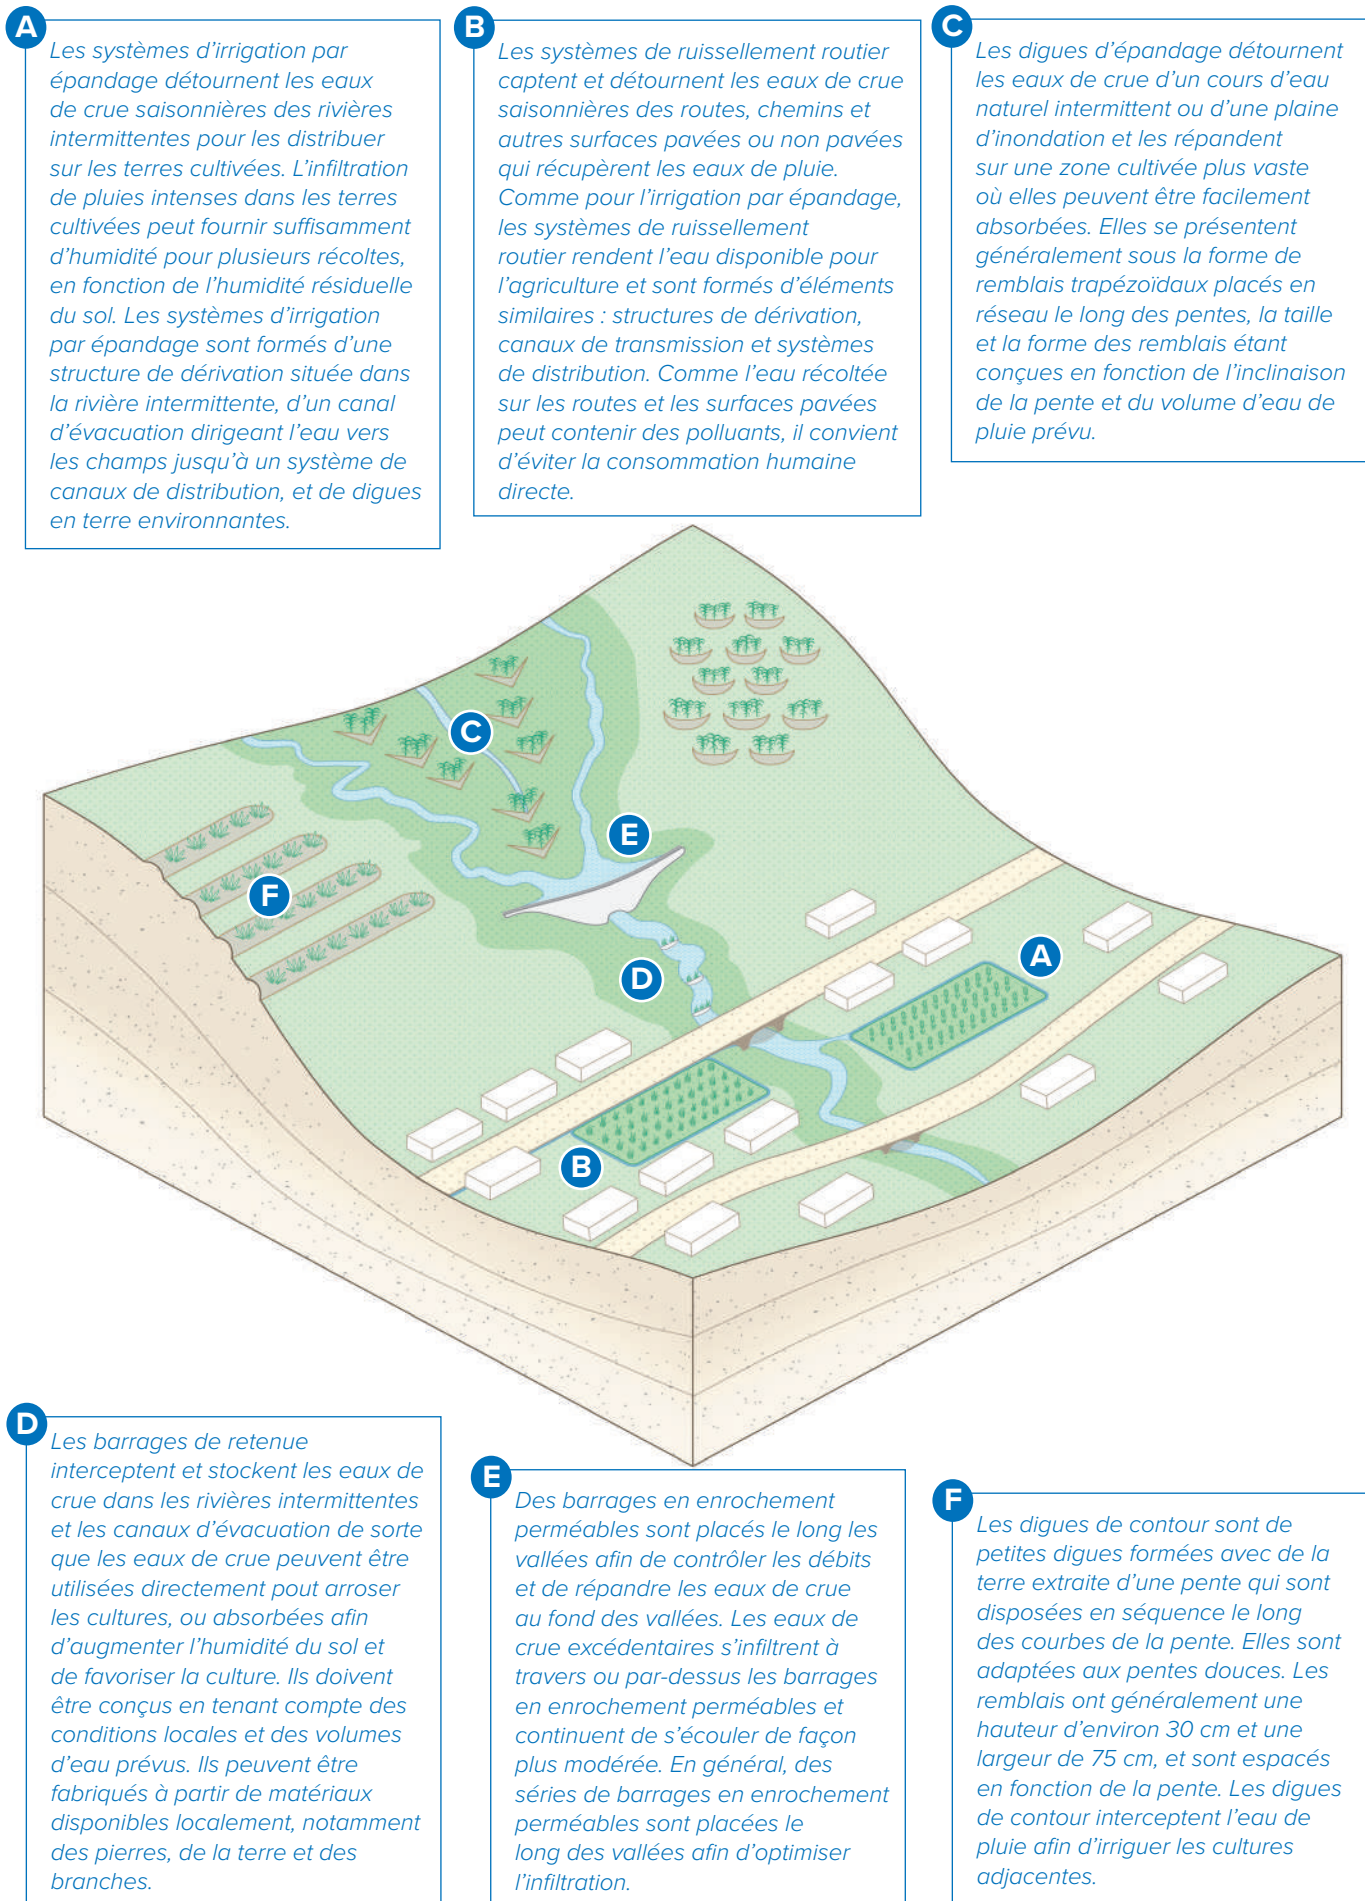 A
Les systèmes d’irrigation par
épandage détournent les eaux
de crue saisonnières des rivières
intermittentes pour les distribuer
sur les terres cultivées. L’infiltration
de pluies intenses dans les terres
cultivées peut fournir suffisamment
d’humidité pour plusieurs récoltes,
en fonction de l’humidité résiduelle
du sol. Les systèmes d’irrigation
par épandage sont formés d’une
structure de dérivation située dans
la rivière intermittente, d’un canal
d’évacuation dirigeant l’eau vers
les champs jusqu’à un système de
canaux de distribution, et de digues
en terre environnantes.
B
Les systèmes de ruissellement routier
captent et détournent les eaux de crue
saisonnières des routes, chemins et
autres surfaces pavées ou non pavées
qui récupèrent les eaux de pluie.
Comme pour l’irrigation par épandage,
les systèmes de ruissellement
routier rendent l’eau disponible pour
l’agriculture et sont formés d’éléments
similaires : structures de dérivation,
canaux de transmission et systèmes
de distribution. Comme l’eau récoltée
sur les routes et les surfaces pavées
peut contenir des polluants, il convient
d’éviter la consommation humaine
directe.
C
Les digues d’épandage détournent
les eaux de crue d’un cours d’eau
naturel intermittent ou d’une plaine
d’inondation et les répandent
sur une zone cultivée plus vaste
où elles peuvent être facilement
absorbées. Elles se présentent
généralement sous la forme de
remblais trapézoïdaux placés en
réseau le long des pentes, la taille
et la forme des remblais étant
conçues en fonction de l’inclinaison
de la pente et du volume d’eau de
pluie prévu.
C
E
F
A
D
B
D
Les barrages de retenue
interceptent et stockent les eaux de
crue dans les rivières intermittentes
et les canaux d’évacuation de sorte
que les eaux de crue peuvent être
utilisées directement pout arroser
les cultures, ou absorbées afin
d’augmenter l’humidité du sol et
de favoriser la culture. Ils doivent
être conçus en tenant compte des
conditions locales et des volumes
d’eau prévus. Ils peuvent être
fabriqués à partir de matériaux
disponibles localement, notamment
des pierres, de la terre et des
branches.
E
Des barrages en enrochement
perméables sont placés le long les
vallées afin de contrôler les débits
et de répandre les eaux de crue
au fond des vallées. Les eaux de
crue excédentaires s’infiltrent à
travers ou par-dessus les barrages
en enrochement perméables et
continuent de s’écouler de façon
plus modérée. En général, des
séries de barrages en enrochement
perméables sont placées le
long des vallées afin d’optimiser
l’infiltration.
F
Les digues de contour sont de
petites digues formées avec de la
terre extraite d’une pente qui sont
disposées en séquence le long
des courbes de la pente. Elles sont
adaptées aux pentes douces. Les
remblais ont généralement une
hauteur d’environ 30 cm et une
largeur de 75 cm, et sont espacés
en fonction de la pente. Les digues
de contour interceptent l’eau de
pluie afin d’irriguer les cultures
adjacentes.